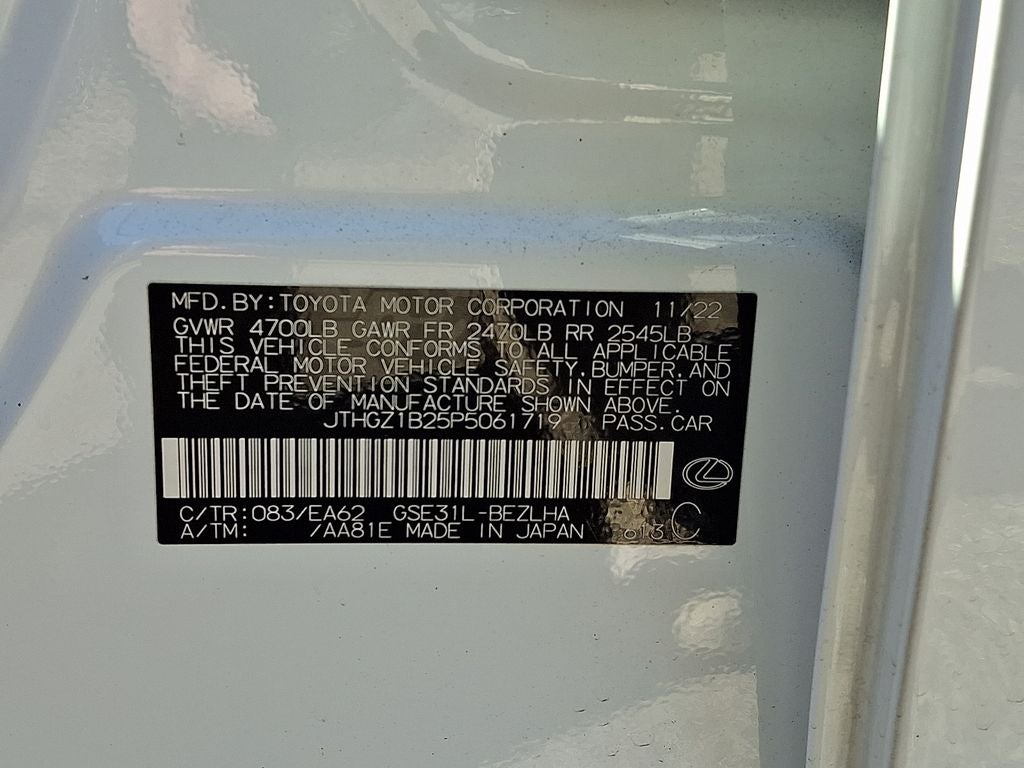 MFD.BY:TOYOTA MOTOR CORPORATION 11/22
GVWR 4700LB GAWR FR 2470LB RR 2545LB
THIS VEHICLE CONFORMS TO ALL APPLICABLE
FEDERAL MOTOR VEHICLE SAFETY,BUMPER,AND
THEFT PREVENTION STANDARDS IN EFFECT ON
THE DATE OF MANUFACTURE SHOWN ABOVE.
JTHGZ1B25P5061719 PASS.CAR
C/TR:083/EA62 GSE31L-BEZLHA
A/TM: /AA81E MADE IN JAPAN 613 C